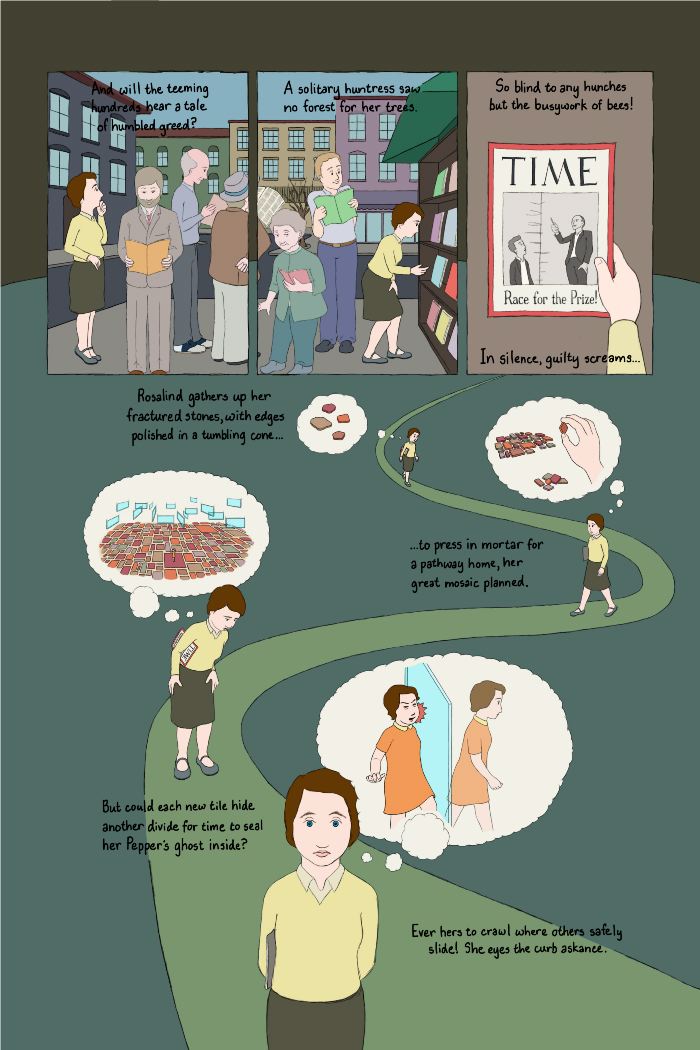 And will the teeming
hundreds hear a tale
of humbled greed?
A solitary huntress saw
no forest for her trees.
So blind to any hunches
but the busywork of bees!
TIME
Race for the Prize!
In silence, guilty screams...
Rosalind gathers up her
fractured stones, with edges
polished in a tumbling cone...
...to press in mortar for
a pathway home, her
great mosaic planned.
TIME
But could each new tile hide
another divide for time to seal
her Pepper's ghost inside?
Ever hers to crawl where others safely
slide! She eyes the curb askance.